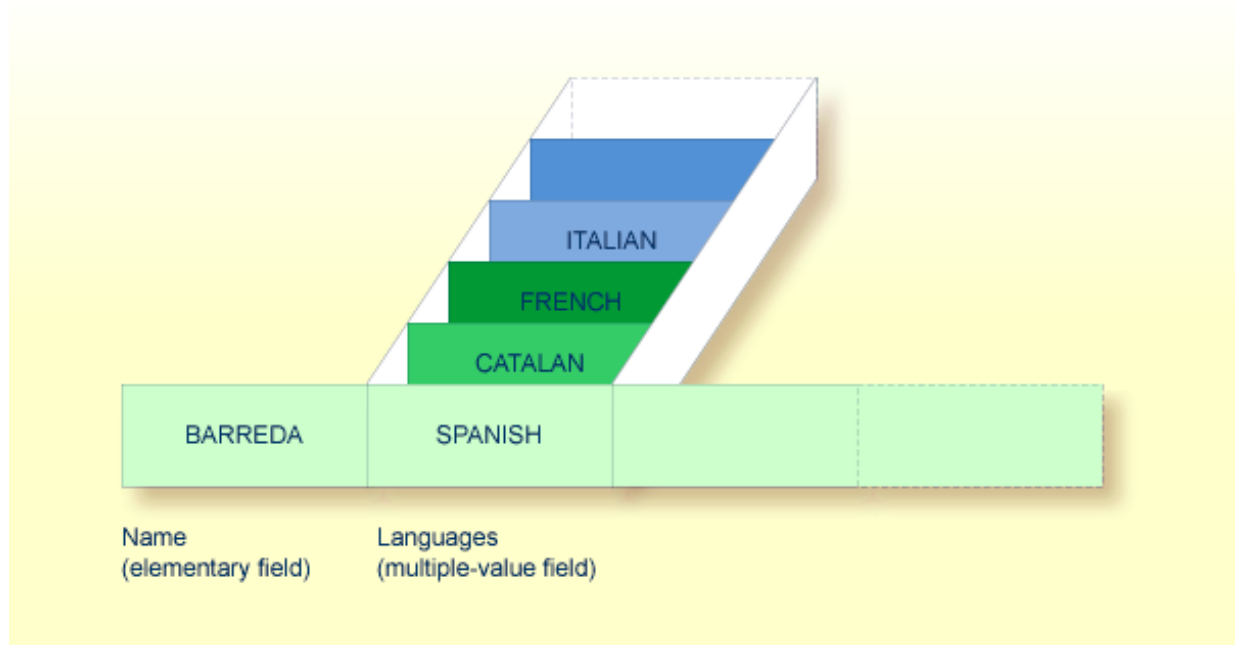 ITALIAN
FRENCH
CATALAN
BARREDA SPANISH
Name Languages
(elementary field) (multiple-value field)